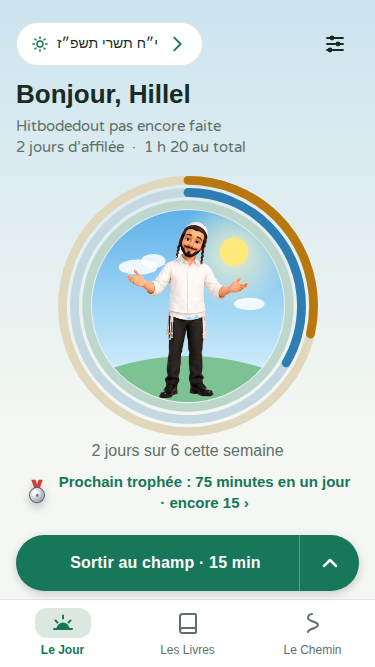 י״ח תשרי תשפ״ז
Bonjour, Hillel
Hitbodedout pas encore faite
2 jours d’affilée · 1 h 20 au total
2 jours sur 6 cette semaine
Prochain trophée : 75 minutes en un jour
· encore 15 ›
Sortir au champ · 15 min
Le Jour
Les Livres
Le Chemin